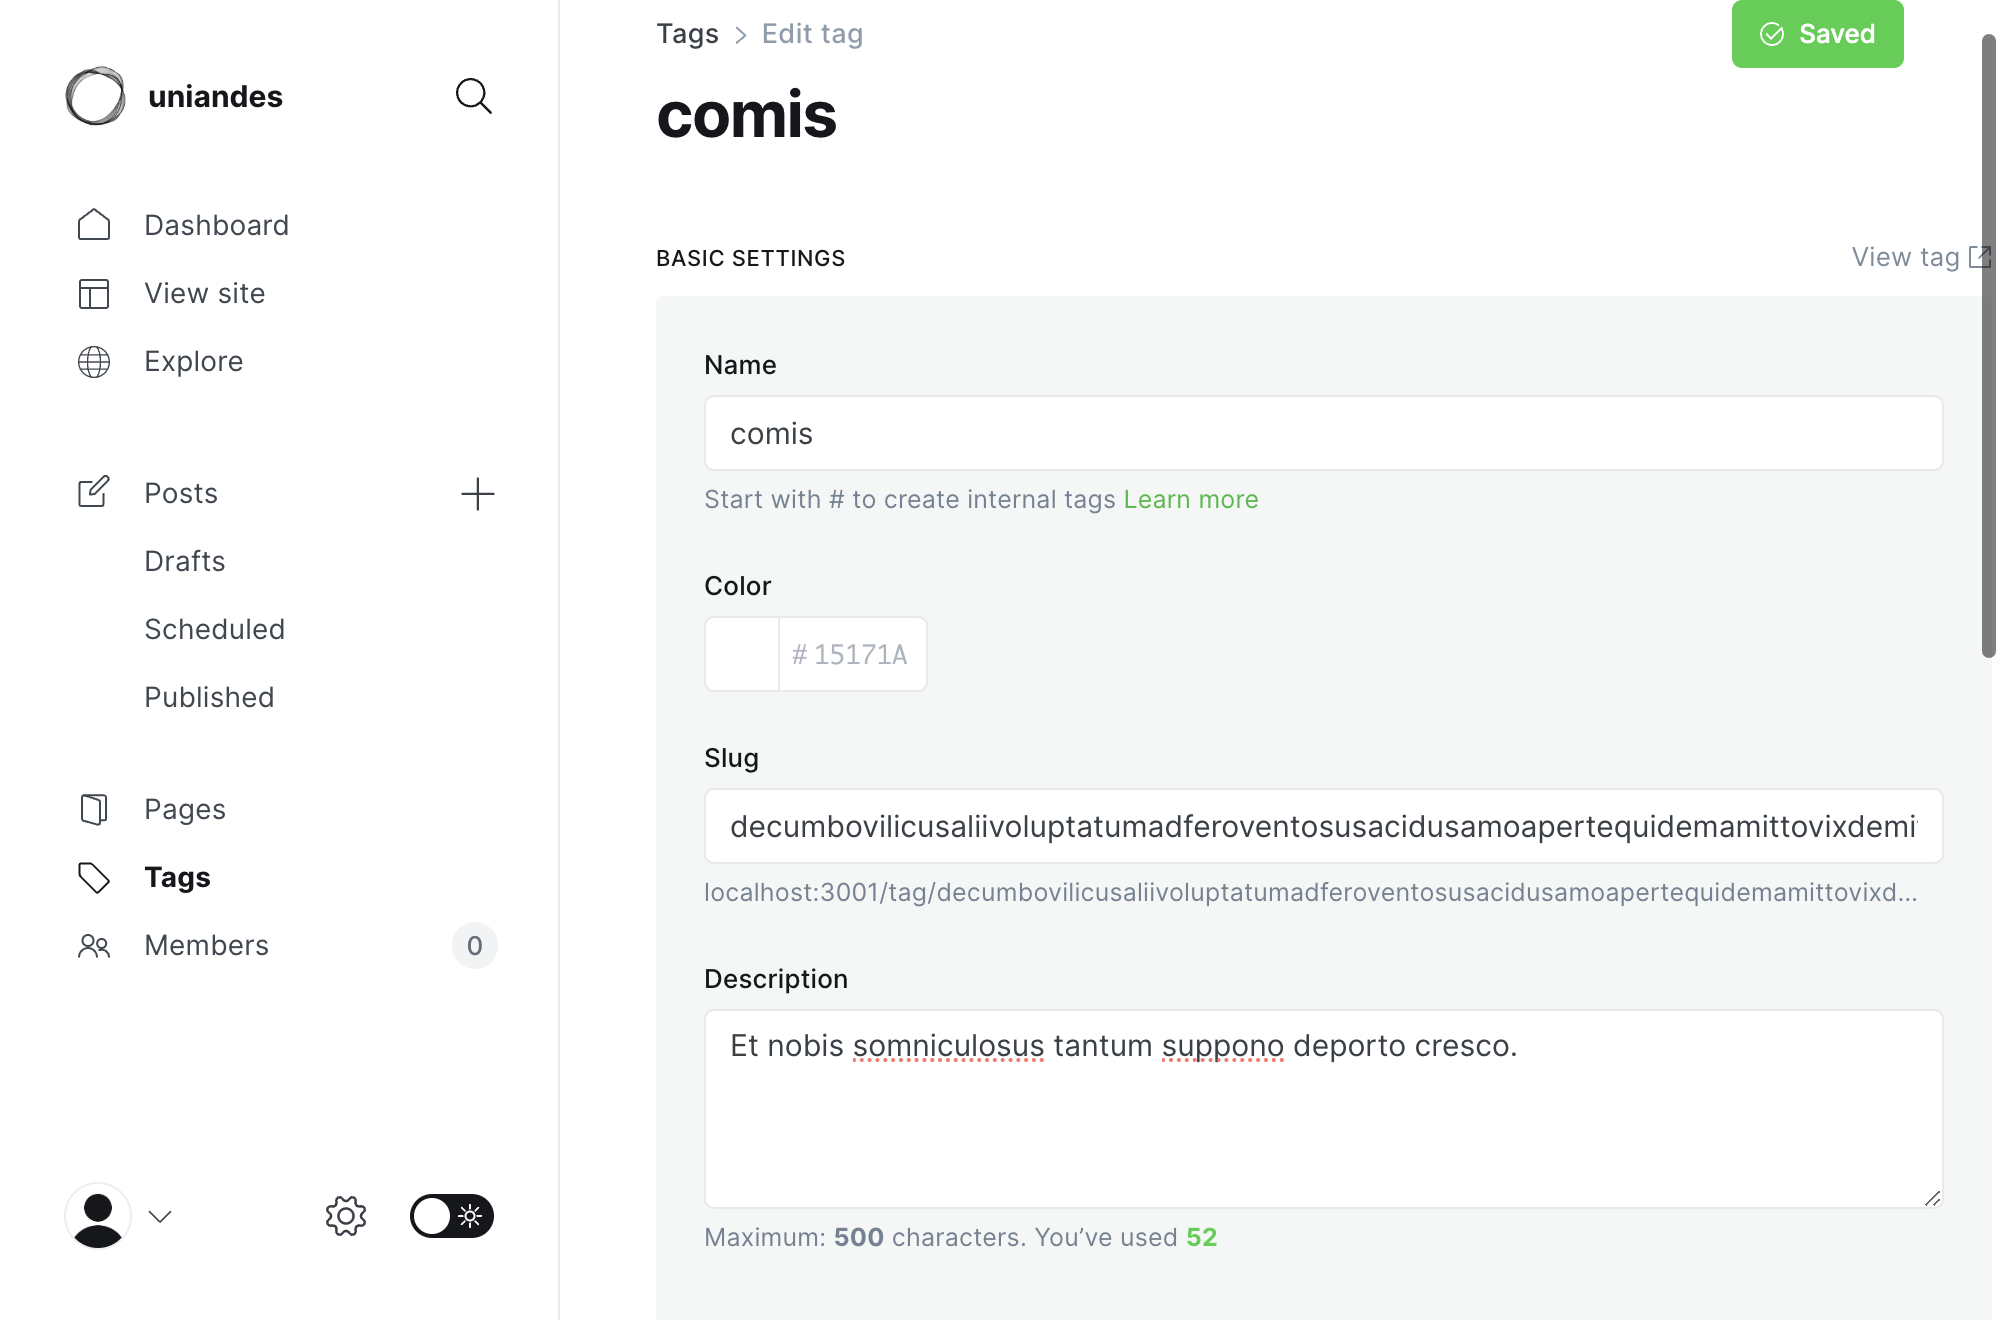 uniandes
Dashboard
View site
Explore
Posts
Drafts
Scheduled
Published
Pages
Tags
Members
0
Tags > Edit tag
Saved
comis
BASIC SETTINGS
View tag
Name
comis
Start with # to create internal tags Learn more
Color
# 15171A
Slug
decumbovilicusaliivoluptatumadferoventosusacidusamoapertequidemamittovixdemi
localhost:3001/tag/decumbovilicusaliivoluptatumadferoventosusacidusamoapertequidemamittovixd...
Description
Et nobis somniculosus tantum suppono deporto cresco.
Maximum: 500 characters. You’ve used 52